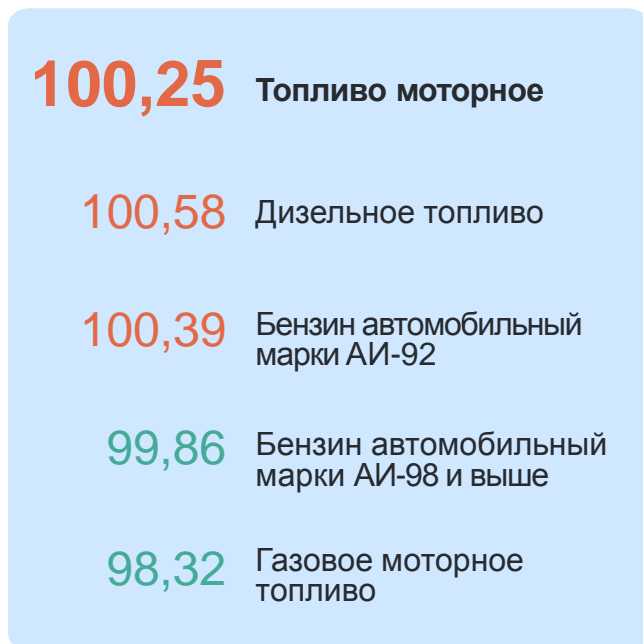 100,25 Топливо моторное
100,58 Дизельное топливо
100,39 Бензин автомобильный
марки АИ-92
99,86 Бензин автомобильный
марки АИ-98 и выше
98,32 Газовое моторное
топливо